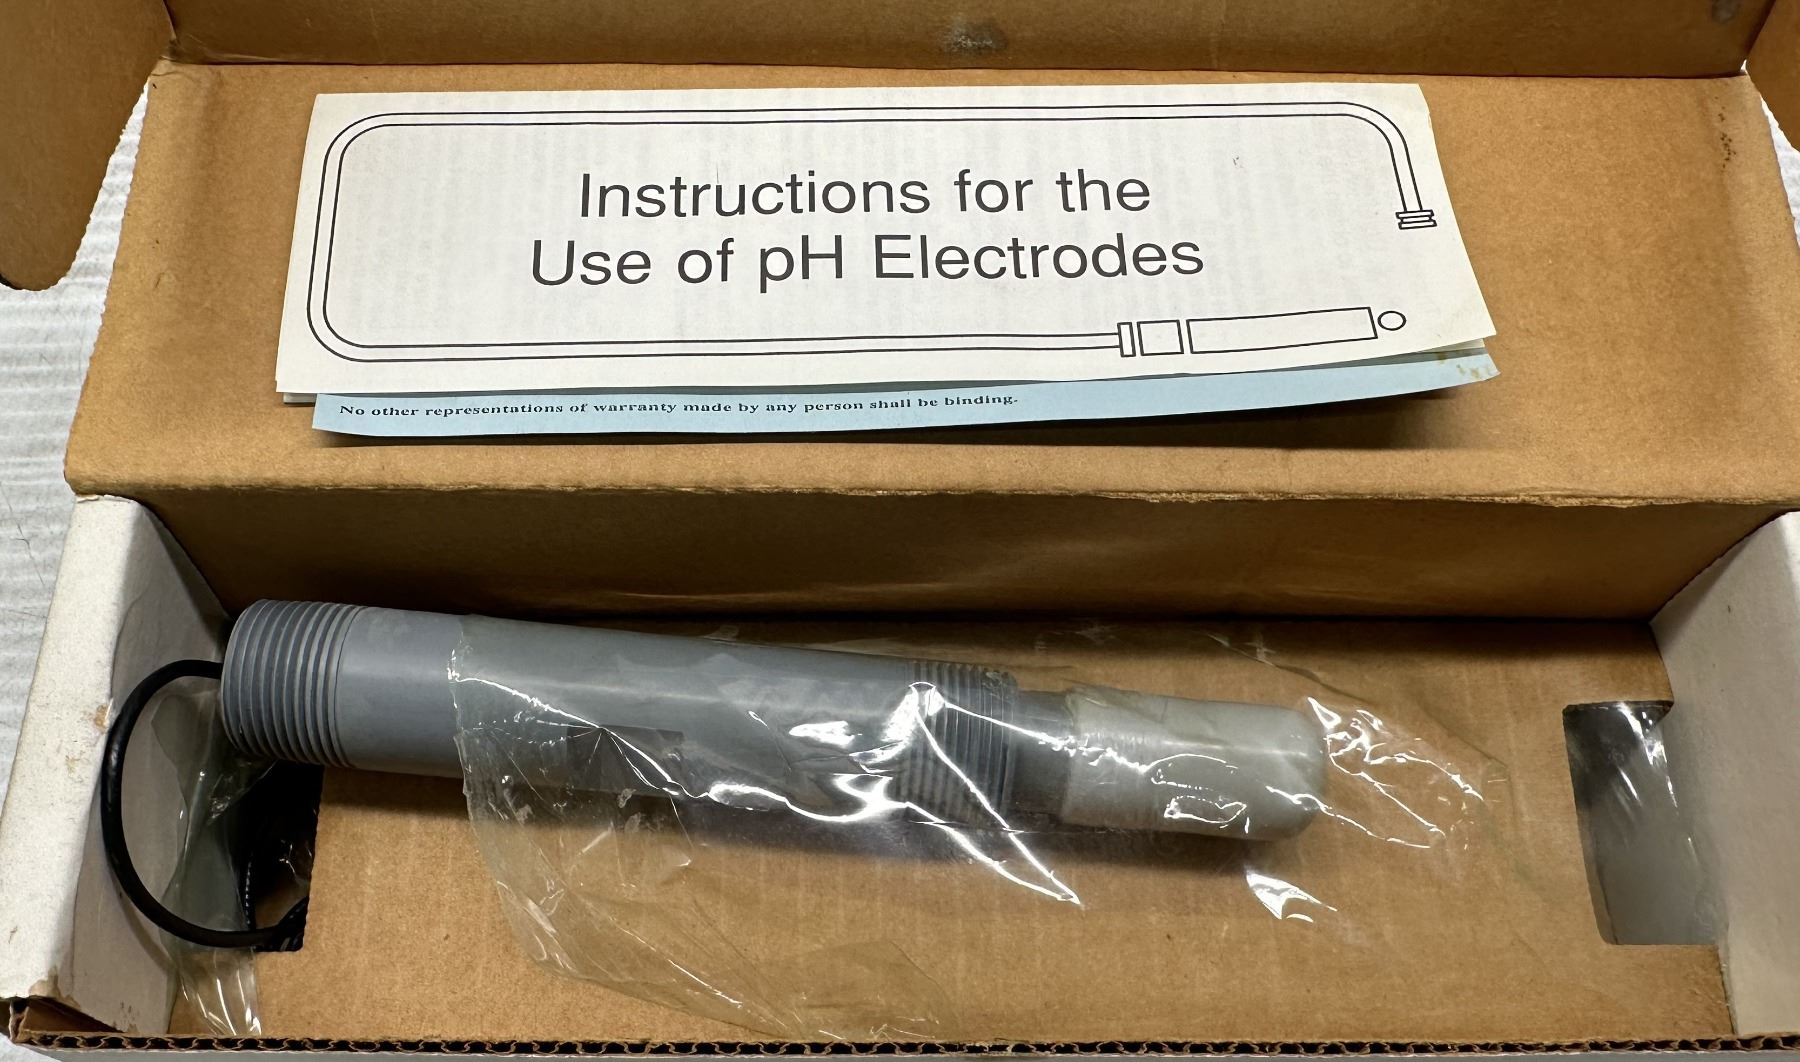 Instructions for the
Use of pH Electrodes
No other representations of warranty made by any person shall be binding.